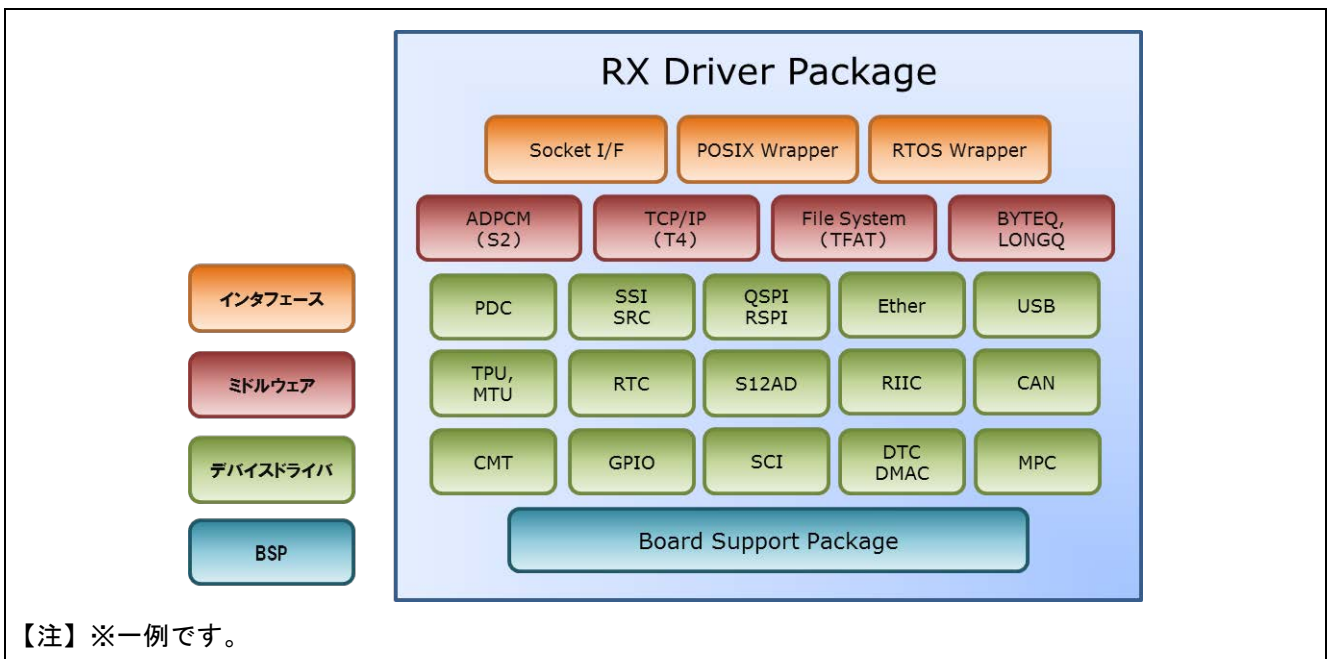 RX Driver Package
Socket I/F
POSIX Wrapper
RTOS Wrapper
ADPCM
(S2)
TCP/IP
(T4)
File System
(TFAT)
BYTEQ,
LONGQ
インタフェース
PDC
SSI
SRC
QSPI
RSPI
Ether
USB
ミドルウェア
TPU,
MTU
RTC
S12AD
RIIC
CAN
デバイスドライバ
CMT
GPIO
SCI
DTC
DMAC
MPC
BSP
Board Support Package
【注】※一例です。